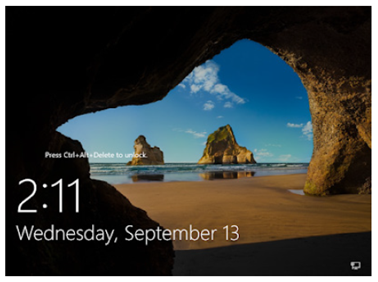 Press Ctrl+Alt+Delete to unlock.
2:11
Wednesday, September 13